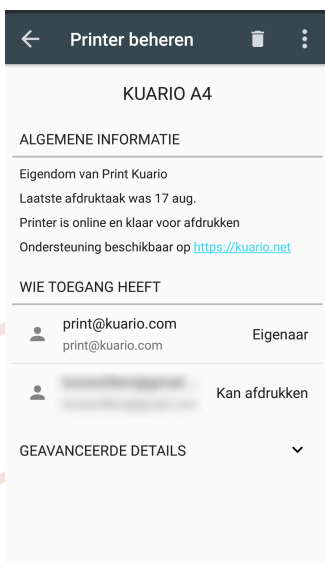 Printer beheren
KUARIO A4
ALGEMENE INFORMATIE
Eigendom van Print Kuario
Laatste afdruktaak was 17 aug.
Printer is online en klaar voor afdrukken
Ondersteuning beschikbaar op https://kuario.net
WIE TOEGANG HEEFT
print@kuario.com
print@kuario.com
Eigenaar
Kan afdrukken
GEAVANCEERDE DETAILS